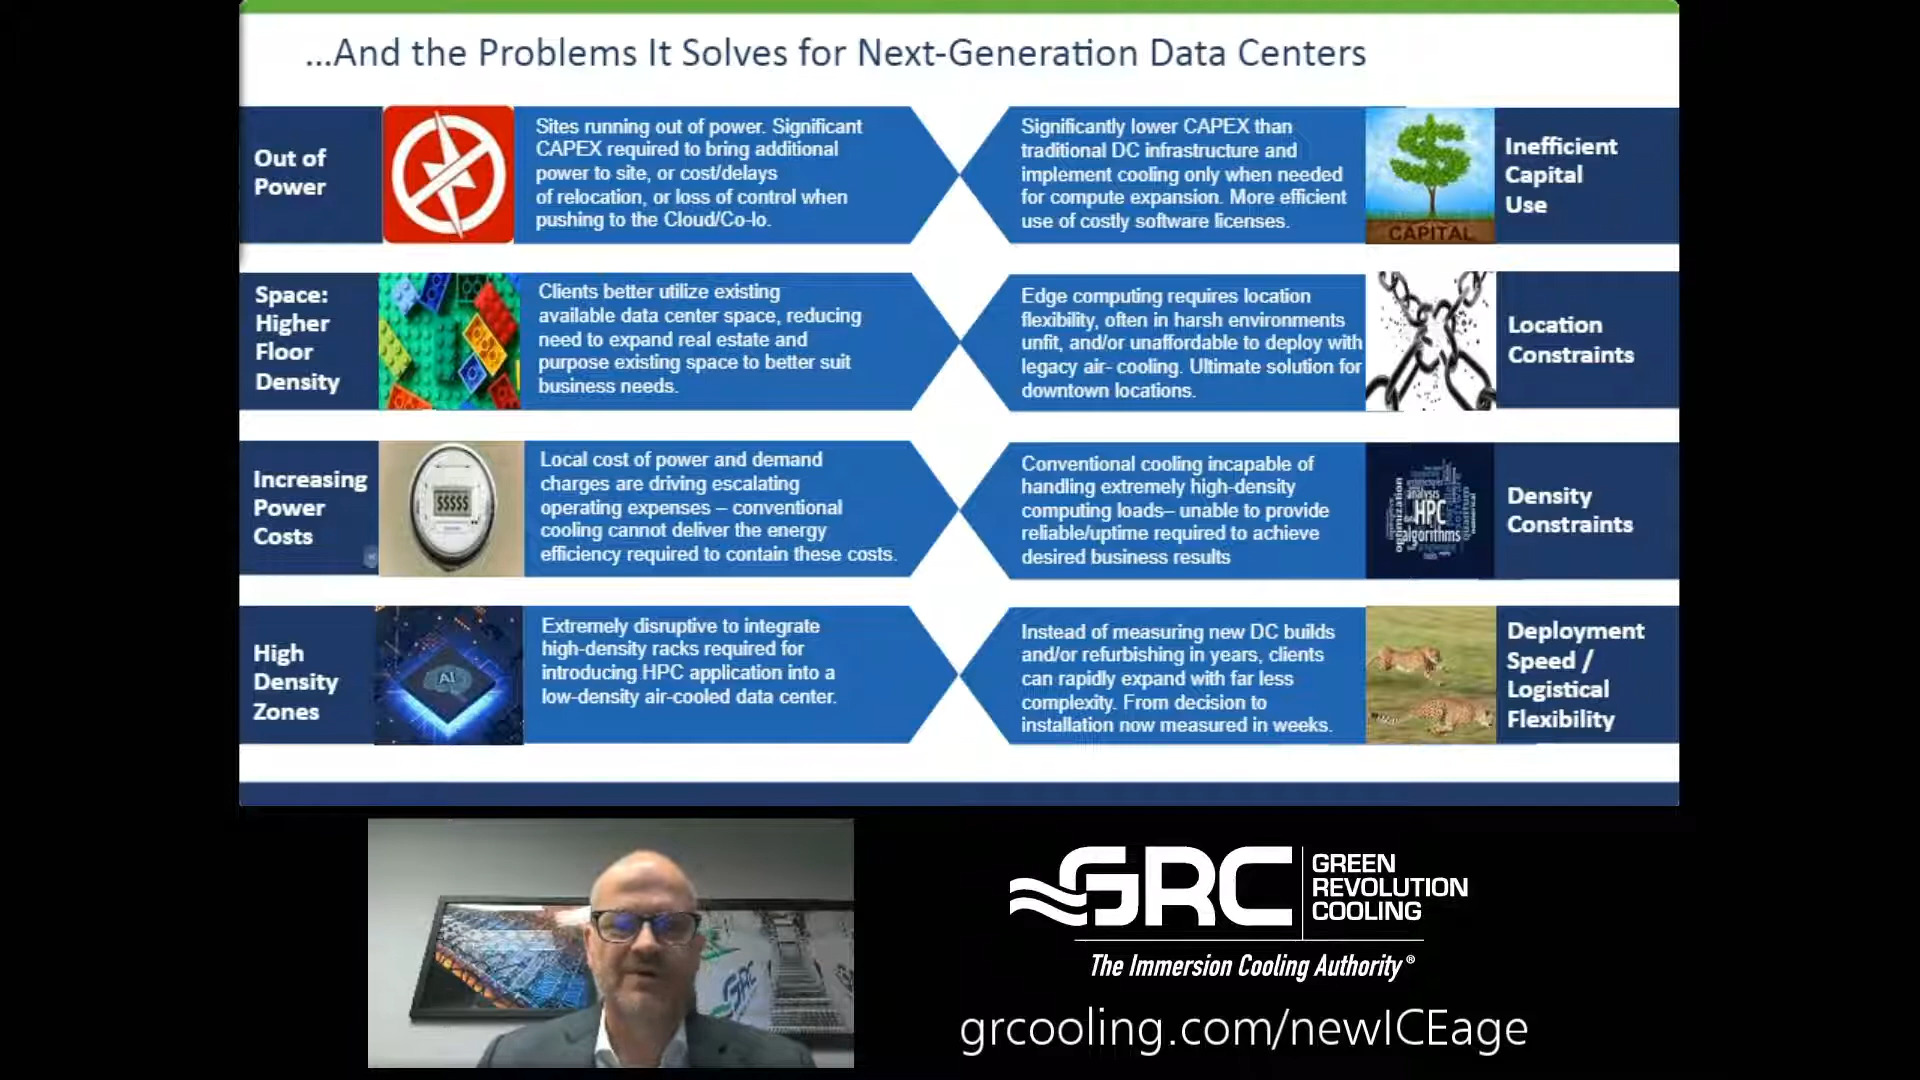 ...And the Problems It Solves for Next-Generation Data Centers
Out of
Power
Sites running out of power. Significant
CAPEX required to bring additional
power to site, or cost/delays
of relocation, or loss of control when
pushing to the Cloud/Co-lo.
Significantly lower CAPEX than
traditional DC infrastructure and
implement cooling only when needed
for compute expansion. More efficient
use of costly software licenses.
CAPITAL
Inefficient
Capital
Use
Space:
Higher
Floor
Density
Clients better utilize existing
available data center space, reducing
need to expand real estate and
purpose existing space to better suit
business needs.
Edge computing requires location
flexibility, often in harsh environments
unfit, and/or unaffordable to deploy with
legacy air- cooling. Ultimate solution for
downtown locations.
Location
Constraints
Increasing
Power
Costs
$$$$$
Local cost of power and demand
charges are driving escalating
operating expenses – conventional
cooling cannot deliver the energy
efficiency required to contain these costs.
Conventional cooling incapable of
handling extremely high-density
computing loads– unable to provide
reliable/uptime required to achieve
desired business results
analysis
HPC
algorithms
optimization
quantum
Density
Constraints
High
Density
Zones
AI
Extremely disruptive to integrate
high-density racks required for
introducing HPC application into a
low-density air-cooled data center.
Instead of measuring new DC builds
and/or refurbishing in years, clients
can rapidly expand with far less
complexity. From decision to
installation now measured in weeks.
Deployment
Speed /
Logistical
Flexibility
GRC
GRC
GREEN
REVOLUTION
COOLING
The Immersion Cooling Authority®
grcooling.com/newICEage